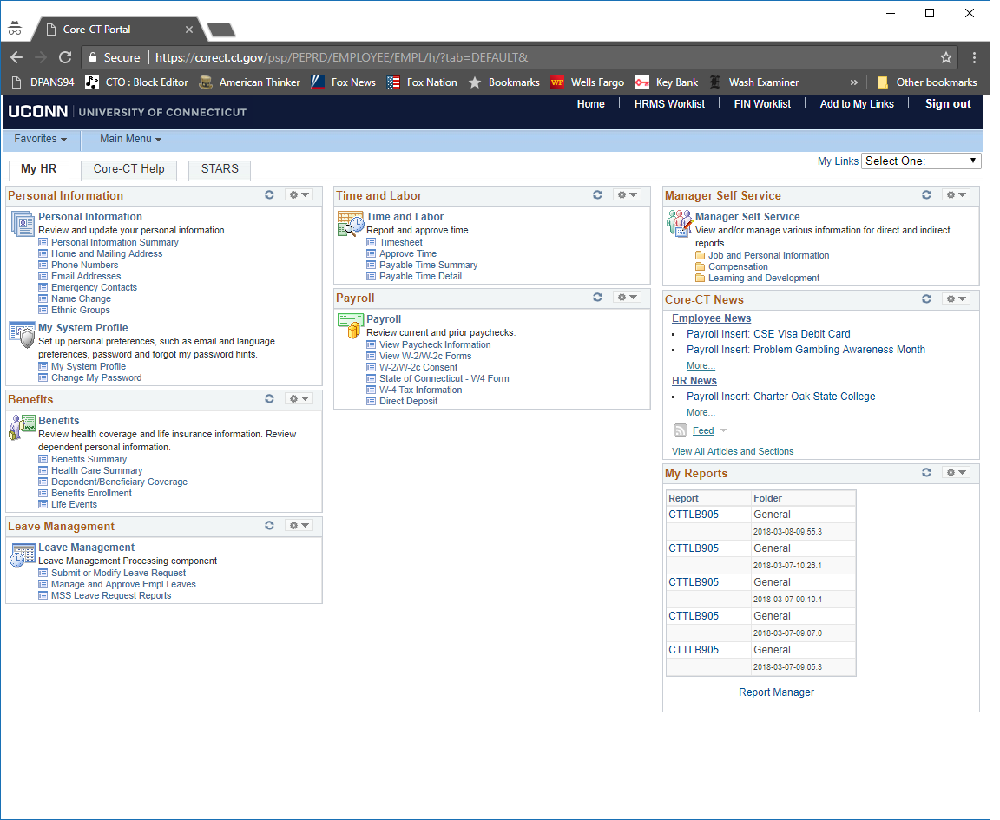 Core-CT Portal
Secure | https://corect.ct.gov/psp/PEPRD/EMPLOYEE/EMPL/h/?tab=DEFAULT&
DPANS94 CTO : Block Editor American Thinker Fox News Fox Nation Bookmarks Wells Fargo Key Bank Wash Examiner » Other bookmarks
UCONN | UNIVERSITY OF CONNECTICUT
Home HRMS Worklist FIN Worklist Add to My Links Sign out
Favorites Main Menu
My HR Core-CT Help STARS
My Links Select One:
Personal Information
Personal Information
Review and update your personal information.
Personal Information Summary
Home and Mailing Address
Phone Numbers
Email Addresses
Emergency Contacts
Name Change
Ethnic Groups
My System Profile
Set up personal preferences, such as email and language
preferences, password and forgot my password hints.
My System Profile
Change My Password
Benefits
Benefits
Review health coverage and life insurance information. Review
dependent personal information.
Benefits Summary
Health Care Summary
Dependent/Beneficiary Coverage
Benefits Enrollment
Life Events
Leave Management
Leave Management
Leave Management Processing component
Submit or Modify Leave Request
Manage and Approve Empl Leaves
MSS Leave Request Reports
Time and Labor
Time and Labor
Report and approve time.
Timesheet
Approve Time
Payable Time Summary
Payable Time Detail
Payroll
Payroll
Review current and prior paychecks.
View Paycheck Information
View W-2/W-2c Forms
W-2/W-2c Consent
State of Connecticut - W4 Form
W-4 Tax Information
Direct Deposit
Manager Self Service
Manager Self Service
View and/or manage various information for direct and indirect
reports
Job and Personal Information
Compensation
Learning and Development
Core-CT News
Employee News
Payroll Insert: CSE Visa Debit Card
Payroll Insert: Problem Gambling Awareness Month
More...
HR News
Payroll Insert: Charter Oak State College
More...
Feed
View All Articles and Sections
My Reports
Report Folder
CTTLB905 General
2018-03-08-09.55.3
CTTLB905 General
2018-03-07-10.26.1
CTTLB905 General
2018-03-07-09.10.4
CTTLB905 General
2018-03-07-09.07.0
CTTLB905 General
2018-03-07-09.05.3
Report Manager